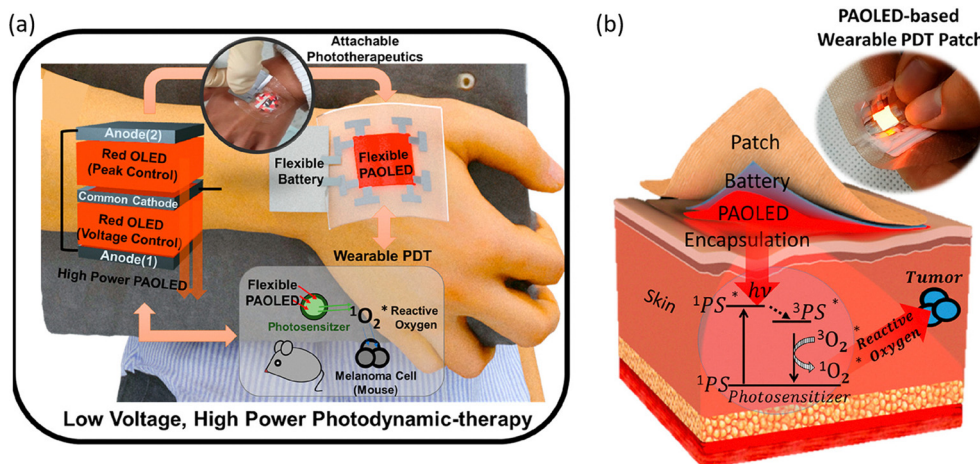 (a)
Attachable
Phototherapeutics
Anode(2)
Red OLED
(Peak Control)
Common Cathode
Red OLED
(Voltage Control)
Anode(1)
High Power PAOLED
Flexible
Battery
Flexible
PAOLED
Wearable PDT
Flexible
PAOLED
Photosensitzer
¹O₂
* Reactive
Oxygen
Melanoma Cell
(Mouse)
Low Voltage, High Power Photodynamic-therapy
(b)
PAOLED-based
Wearable PDT Patch
Patch
Battery
PAOLED
Encapsulation
Skin
hν
Tumor
¹PS*
³PS*
³O₂
¹O₂*
* Reactive
* Oxygen
¹PS
Photosensitizer